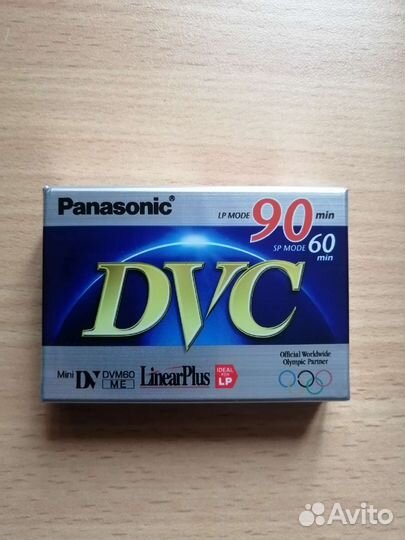 Panasonic®
LP MODE 90 min
SP MODE 60 min
DVC
Official Worldwide
Olympic Partner
Mini DV DVM60 ME LinearPlus IDEAL FOR LP
Avito